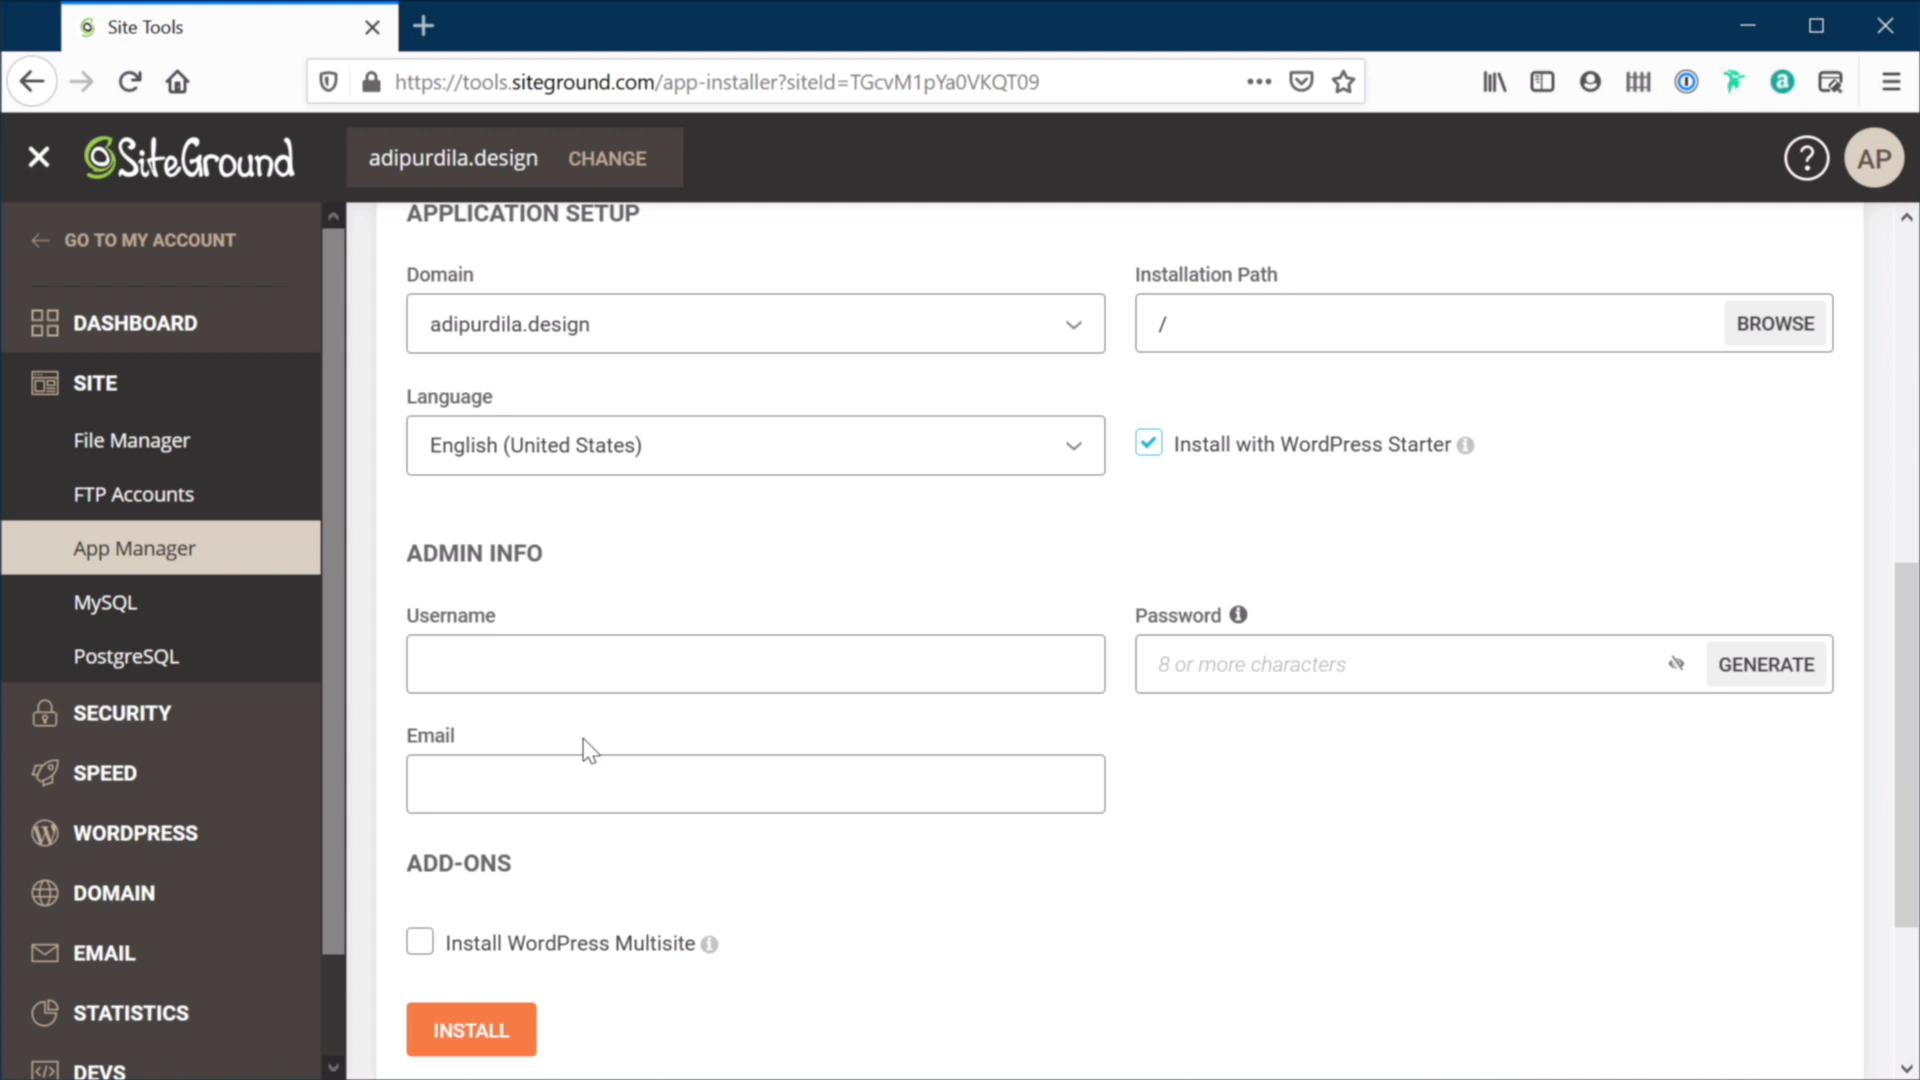 Site Tools
https://tools.siteground.com/app-installer?siteId=TGcvM1pYa0VKQT09
SiteGround
adipurdila.design CHANGE
?
AP
GO TO MY ACCOUNT
DASHBOARD
SITE
File Manager
FTP Accounts
App Manager
MySQL
PostgreSQL
SECURITY
SPEED
WORDPRESS
DOMAIN
EMAIL
STATISTICS
DEVS
APPLICATION SETUP
Domain
adipurdila.design
Installation Path
/
BROWSE
Language
English (United States)
Install with WordPress Starter
ADMIN INFO
Username
Password
8 or more characters
GENERATE
Email
ADD-ONS
Install WordPress Multisite
INSTALL